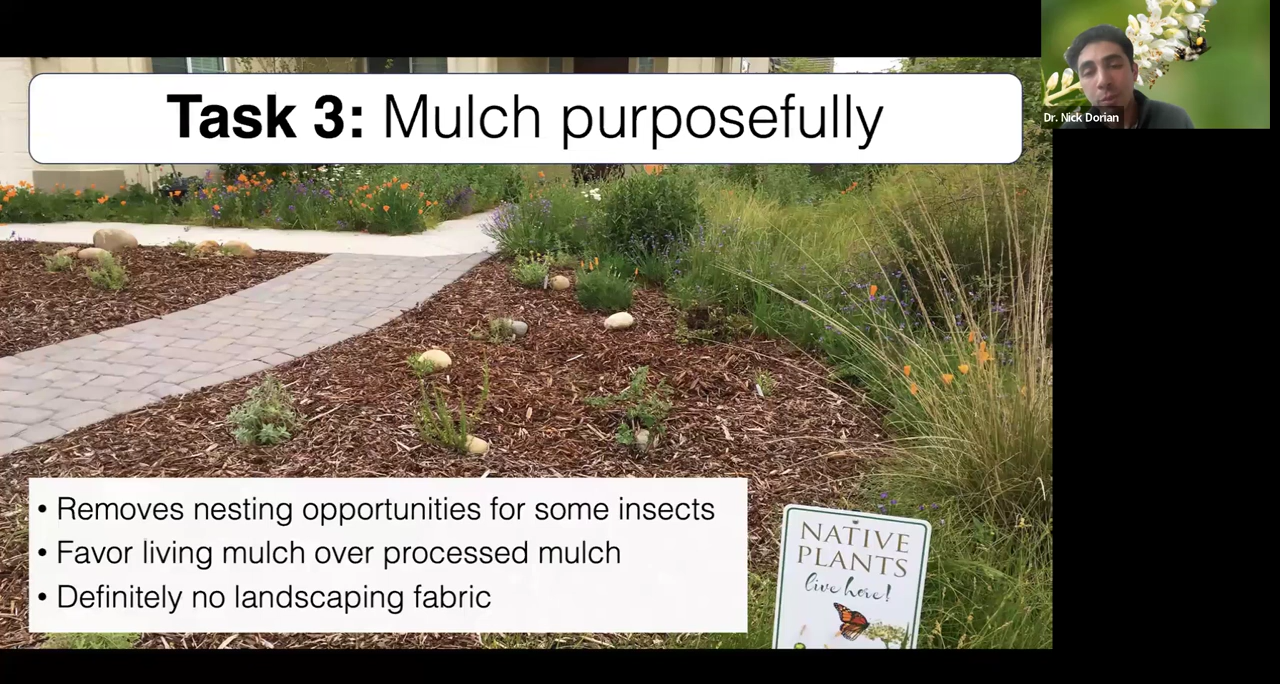 Task 3: Mulch purposefully
Dr. Nick Dorian
• Removes nesting opportunities for some insects
• Favor living mulch over processed mulch
• Definitely no landscaping fabric
NATIVE
PLANTS
live here!